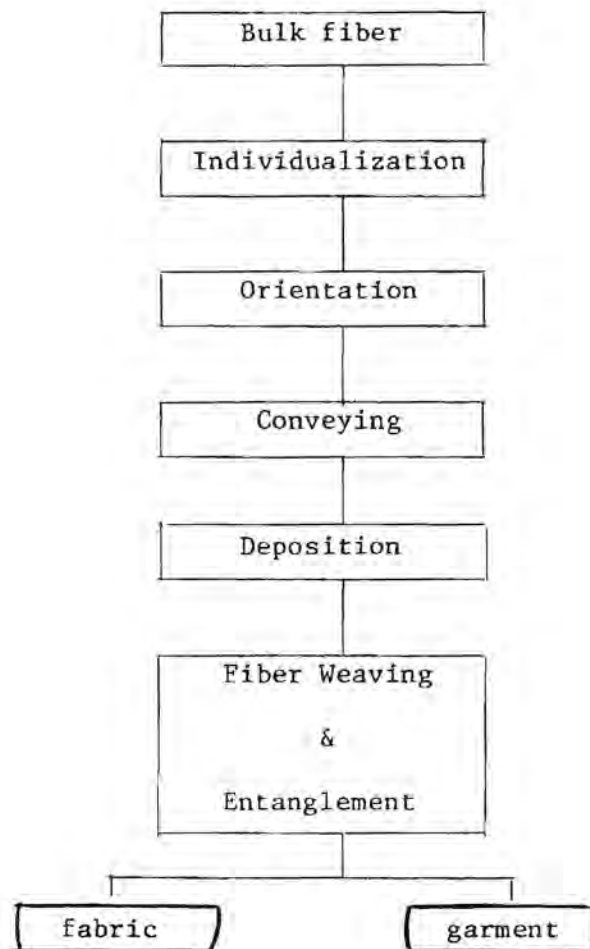 Bulk fiber
Individualization
Orientation
Conveying
Deposition
Fiber Weaving
&
Entanglement
fabric
garment